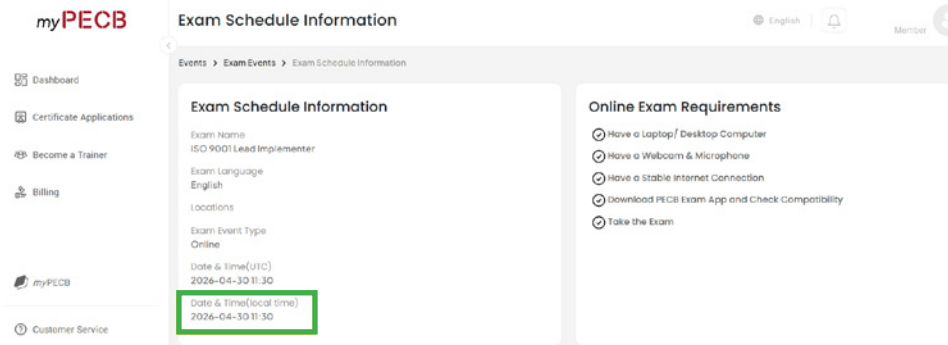 myPECB
Exam Schedule Information
English
Member
Events > Exam Events > Exam Schedule Information
Dashboard
Certificate Applications
Become a Trainer
Billing
myPECB
Customer Service
Exam Schedule Information
Exam Name
ISO 9001 Lead Implementer
Exam Language
English
Locations
Exam Event Type
Online
Date & Time(UTC)
2026-04-30 11:30
Date & Time(local time)
2026-04-30 11:30
Online Exam Requirements
Have a Laptop/ Desktop Computer
Have a Webcam & Microphone
Have a Stable Internet Connection
Download PECB Exam App and Check Compatibility
Take the Exam